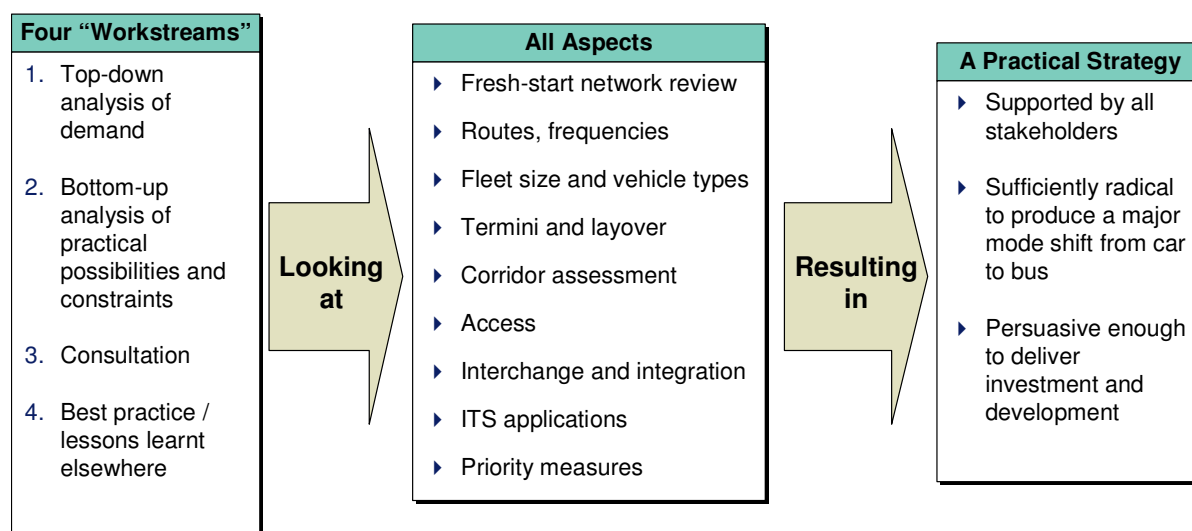 Four “Workstreams”
1. Top-down
analysis of
demand
2. Bottom-up
analysis of
practical
possibilities and
constraints
3. Consultation
4. Best practice /
lessons learnt
elsewhere
Looking
at
All Aspects
Fresh-start network review
Routes, frequencies
Fleet size and vehicle types
Termini and layover
Corridor assessment
Access
Interchange and integration
ITS applications
Priority measures
Resulting
in
A Practical Strategy
Supported by all
stakeholders
Sufficiently radical
to produce a major
mode shift from car
to bus
Persuasive enough
to deliver
investment and
development